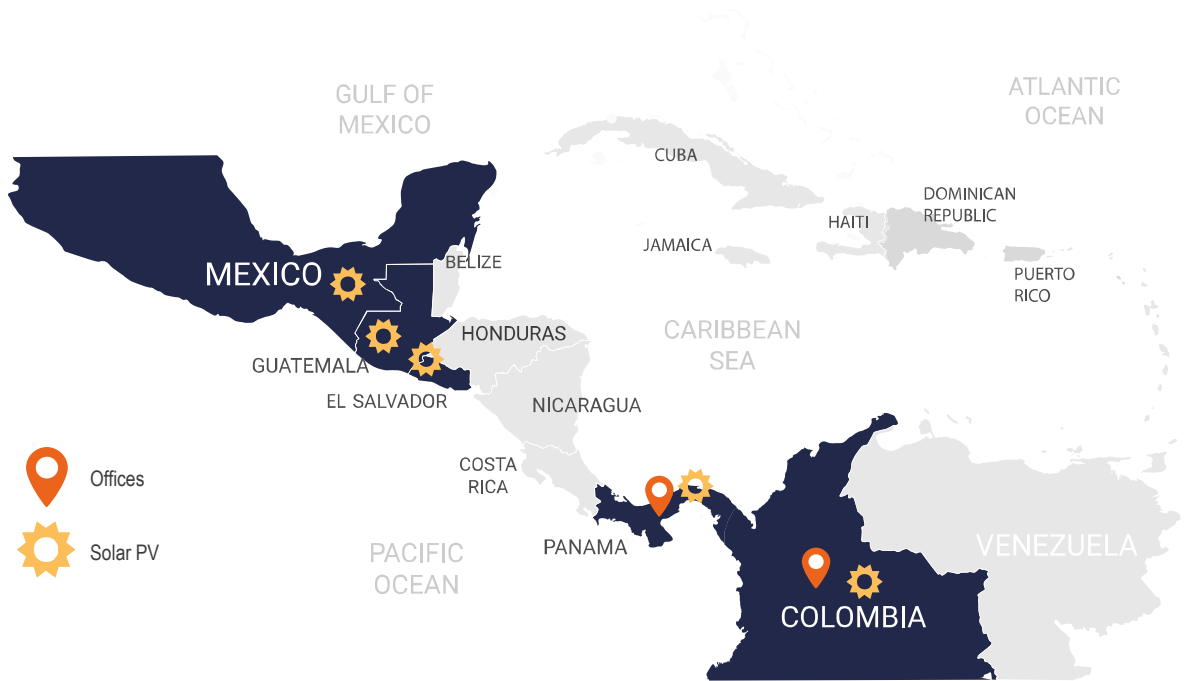 GULF OF
MEXICO
ATLANTIC
OCEAN
CUBA
DOMINICAN
REPUBLIC
HAITI
JAMAICA
PUERTO
RICO
MEXICO
BELIZE
CARIBBEAN
SEA
HONDURAS
GUATEMALA
EL SALVADOR
NICARAGUA
COSTA
RICA
Offices
Solar PV
PANAMA
PACIFIC
OCEAN
VENEZUELA
COLOMBIA